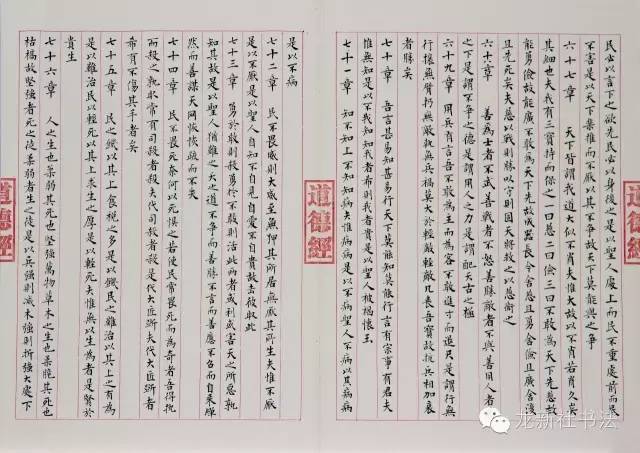 民必以言下之欲先民必以身後之是以聖人處上而民不重處前而民
不害是以天下樂推而不厭以其不爭故天下莫能與之爭
六十七章 天下皆謂我道大似不肖夫惟大故似不肖若肖久矣
其細也夫我有三寶持而保之一曰慈二曰儉三曰不敢為天下先慈故
能勇儉故能廣不敢為天下先故能成器長今舍慈且勇舍儉且廣舍後
且先死矣夫慈以戰則勝以守則固天將救之以慈衛之
六十八章 善為士者不武善戰者不怒善勝敵者不與善用人者
之下是謂不爭之德是謂用人之力是謂配天古之極
六十九章 用兵有言吾不敢為主而為客不敢進寸而退尺是謂行無
行攘無臂扔無敵執無兵禍莫大於輕敵輕敵幾喪吾寶故抗兵相加哀
者勝矣
七十章 吾言甚易知甚易行天下莫能知莫能行言有宗事有君夫
惟無知是以不我知知我者希則我者貴是以聖人被褐懷玉
七十一章 知不知上不知知病夫惟病病是以不病聖人不病以其病病
是以不病
七十二章 民不畏威則大威至無狎其所居無厭其所生夫惟不厭
是以不厭是以聖人自知不自見自愛不自貴故去彼取此
七十三章 勇於敢則殺勇於不敢則活此兩者或利或害天之所惡孰
知其故是以聖人猶難之天之道不爭而善勝不言而善應不召而自來繟
然而善謀天網恢恢疏而不失
七十四章 民不畏死奈何以死懼之若使民常畏死而為奇者吾得執
而殺之孰敢常有司殺者殺夫代司殺者殺是代大匠斲夫代大匠斲者
希有不傷其手者矣
七十五章 民之饑以其上食稅之多是以饑民之難治以其上之有為
是以難治民之輕死以其上求生之厚是以輕死夫惟無以生為者是賢於
貴生
七十六章 人之生也柔弱其死也堅強萬物草木之生也柔脆其死也
枯槁故堅強者死之徒柔弱者生之徒是以兵強則滅木強則折強大處下
道德經
道德經
龙新社书法